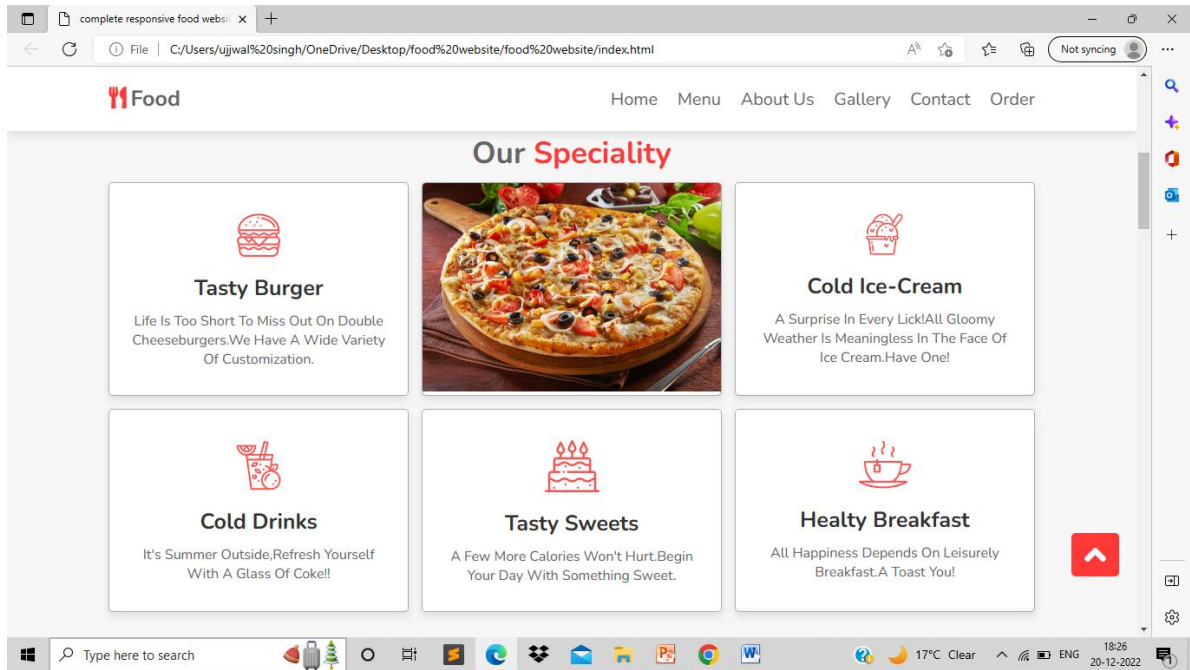 complete responsive food websi
File | C:/Users/ujjwal%20singh/OneDrive/Desktop/food%20website/food%20website/index.html
Not syncing
Food
Home Menu About Us Gallery Contact Order
Our Speciality
Tasty Burger
Life Is Too Short To Miss Out On Double
Cheeseburgers.We Have A Wide Variety
Of Customization.
Cold Ice-Cream
A Surprise In Every Lick!All Gloomy
Weather Is Meaningless In The Face Of
Ice Cream.Have One!
Cold Drinks
It's Summer Outside,Refresh Yourself
With A Glass Of Coke!!
Tasty Sweets
A Few More Calories Won't Hurt.Begin
Your Day With Something Sweet.
Healty Breakfast
All Happiness Depends On Leisurely
Breakfast.A Toast You!
Type here to search
17°C Clear
ENG
18:26
20-12-2022
1